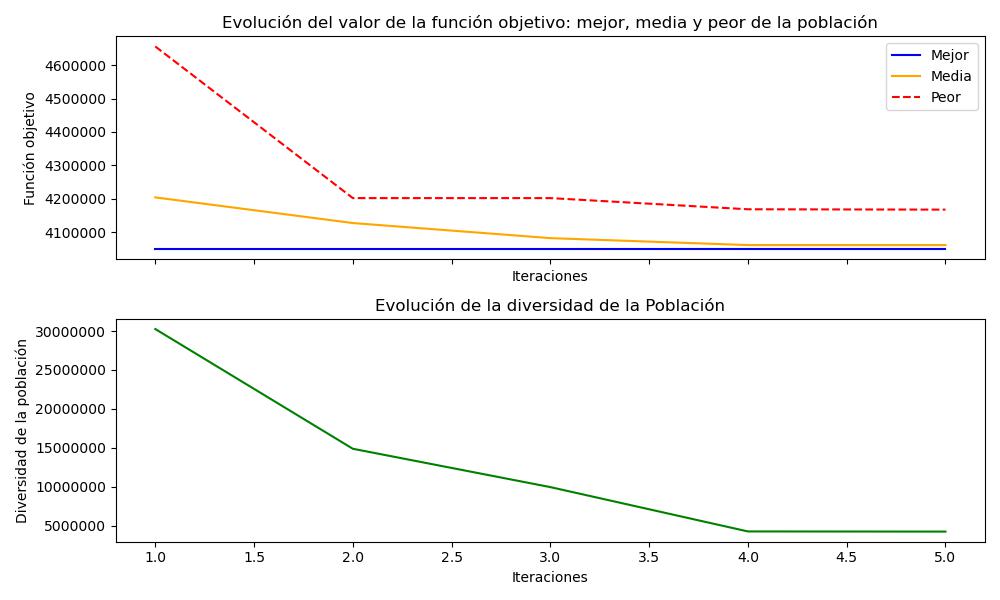 Evolución del valor de la función objetivo: mejor, media y peor de la población
Función objetivo
4600000
4500000
4400000
4300000
4200000
4100000
Mejor
Media
Peor
Iteraciones
Evolución de la diversidad de la Población
Diversidad de la población
30000000
25000000
20000000
15000000
10000000
5000000
1.0 1.5 2.0 2.5 3.0 3.5 4.0 4.5 5.0
Iteraciones